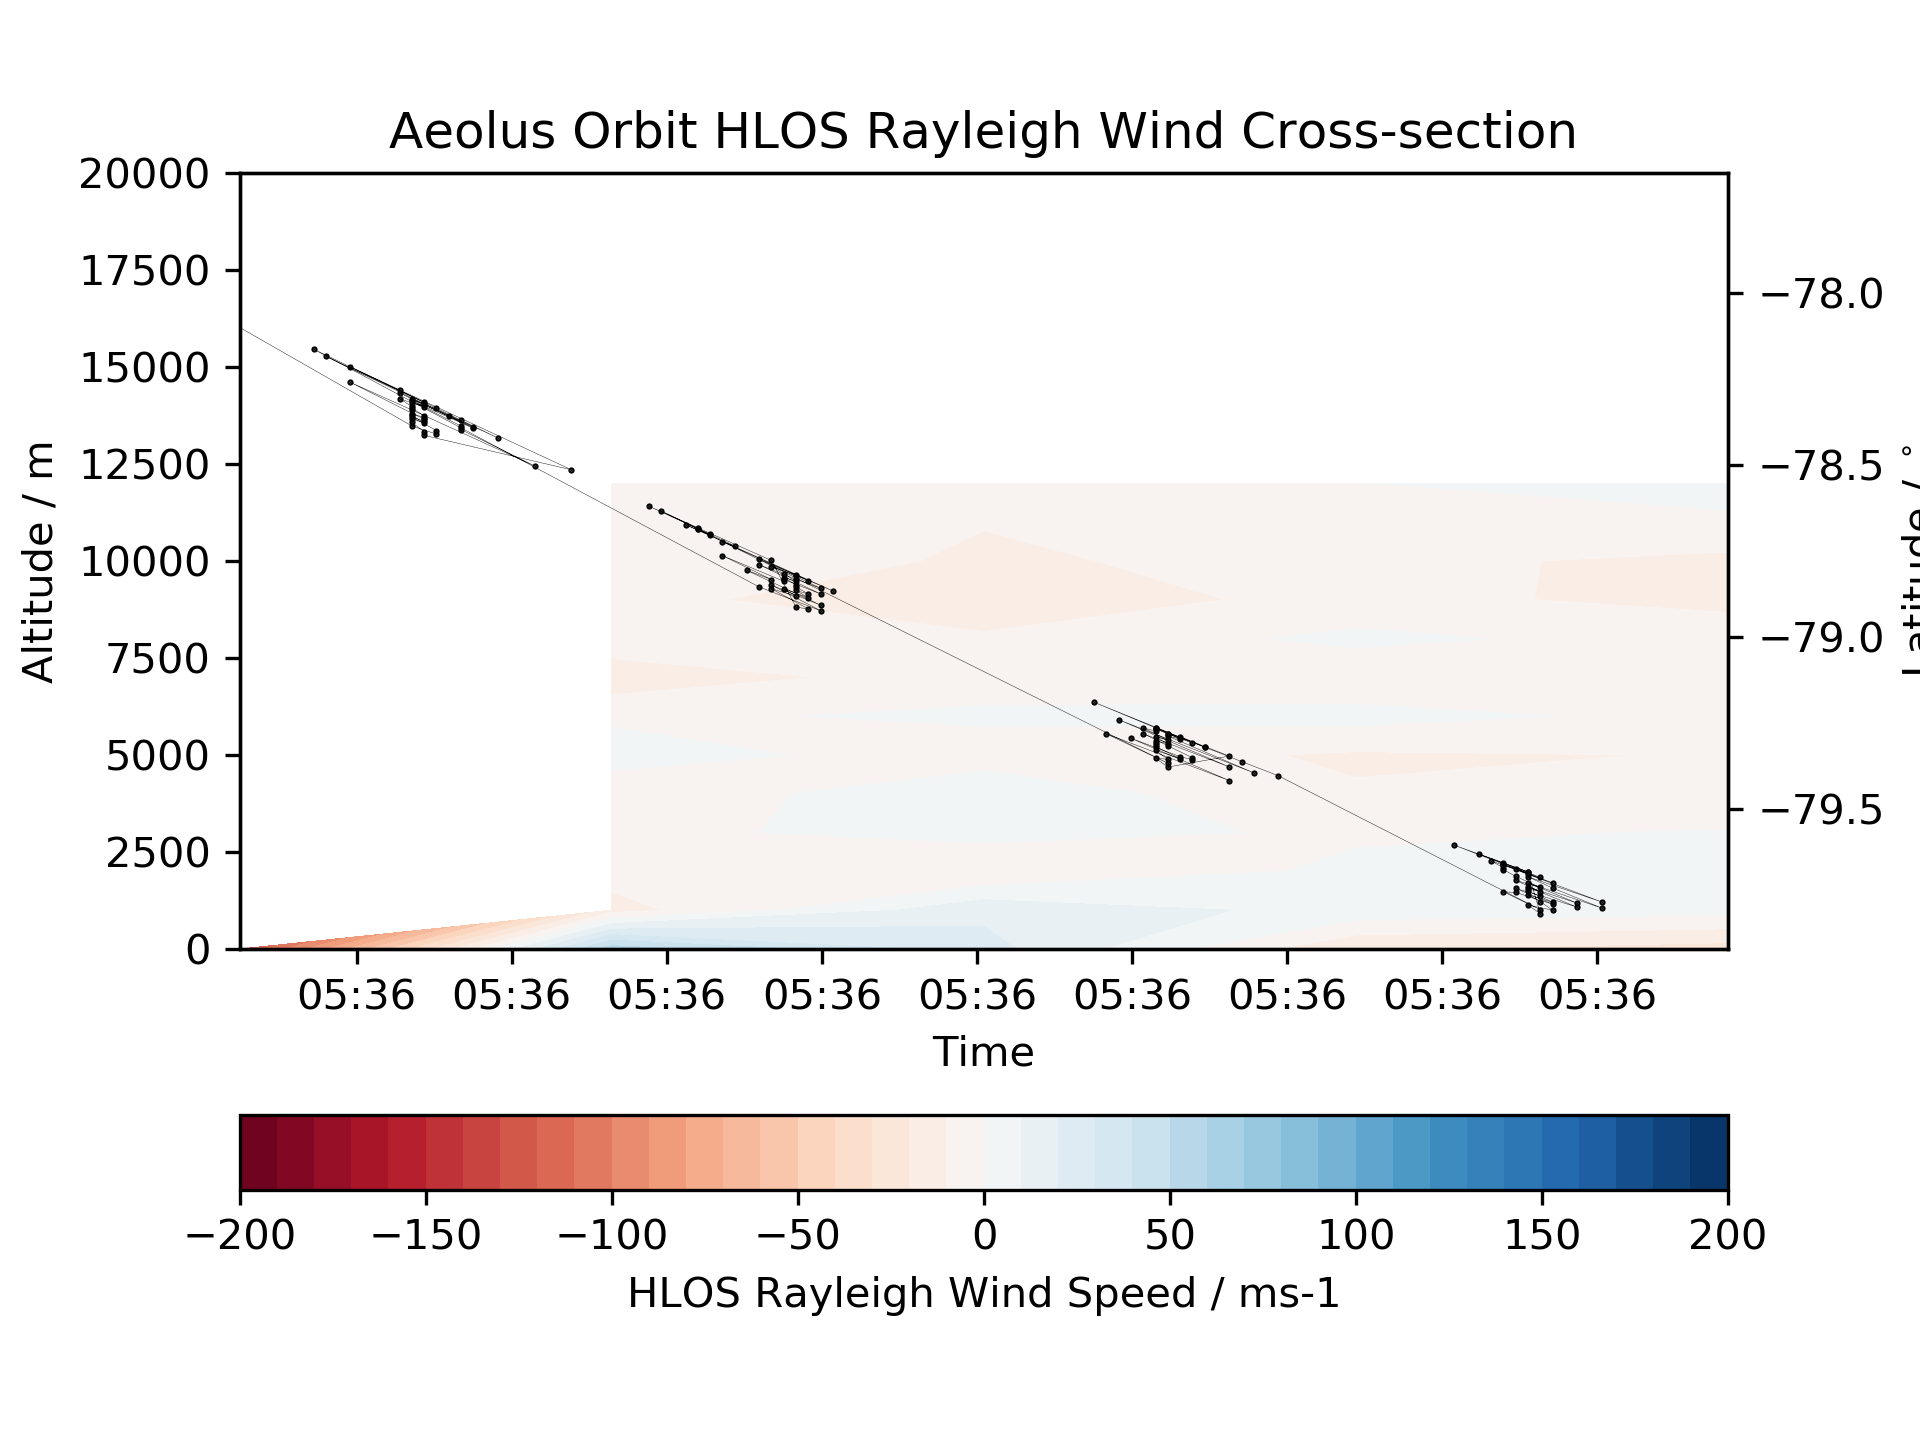 Aeolus Orbit HLOS Rayleigh Wind Cross-section
20000
17500
15000
12500
10000
7500
5000
2500
0
Altitude / m
−78.0
−78.5
−79.0
−79.5
Latitude / °
05:36 05:36 05:36 05:36 05:36 05:36 05:36 05:36 05:36
Time
−200 −150 −100 −50 0 50 100 150 200
HLOS Rayleigh Wind Speed / ms-1